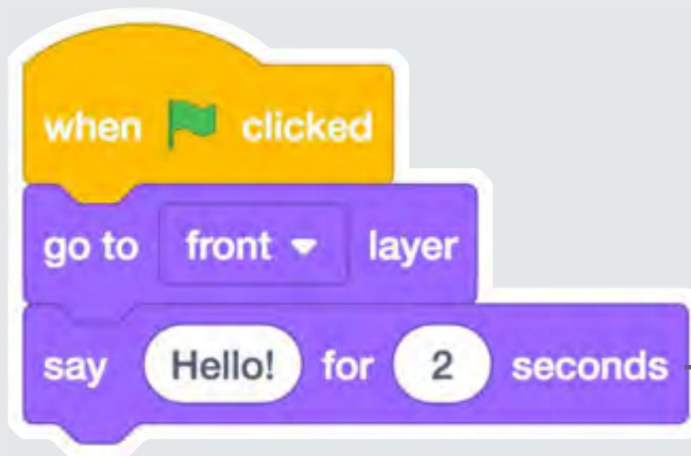 when clicked
go to front layer
say Hello! for 2 seconds